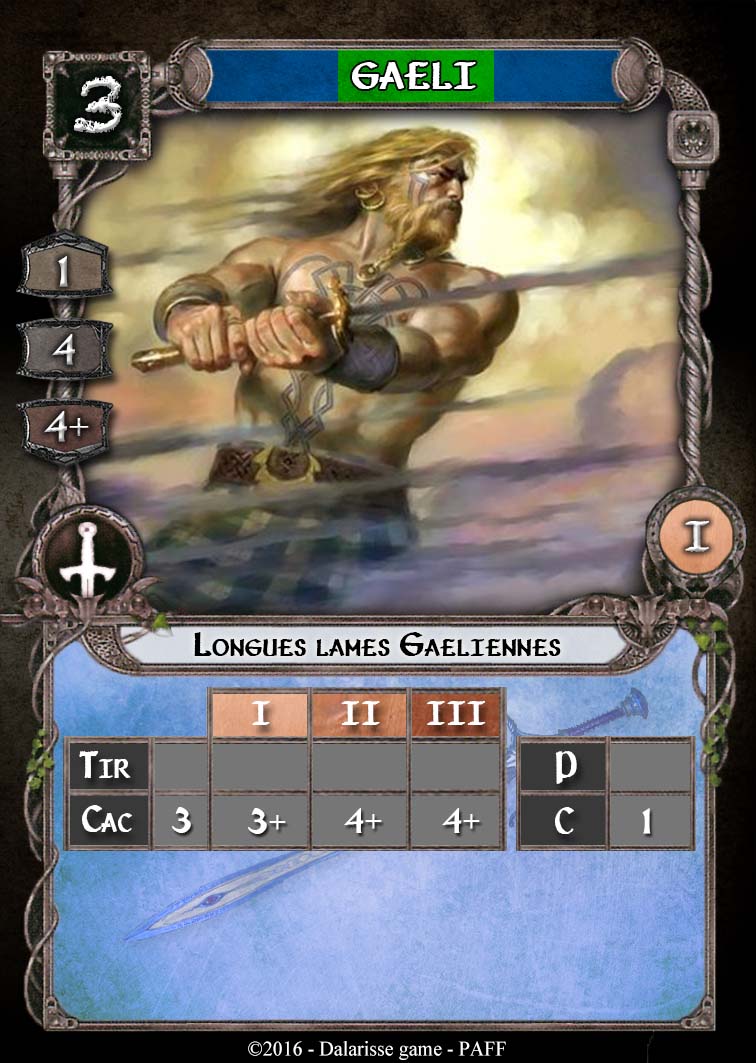 3
GAELI
1
4
4+
I
LONGUES LAMES GAELIENNES
I II III
TIR P
CAC 3 3+ 4+ 4+ C 1
©2016 - Dalarisse game - PAFF